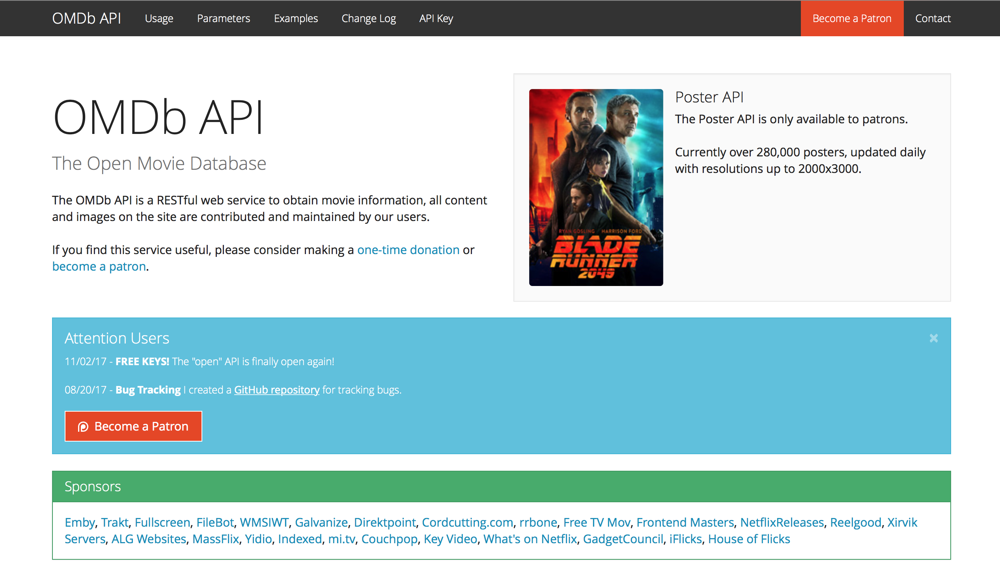 OMDb API Usage Parameters Examples Change Log API Key Become a Patron Contact
OMDb API
The Open Movie Database
The OMDb API is a RESTful web service to obtain movie information, all content
and images on the site are contributed and maintained by our users.
If you find this service useful, please consider making a one-time donation or
become a patron.
RYAN GOSLING HARRISON FORD
BLADE
RUNNER
2049
Poster API
The Poster API is only available to patrons.
Currently over 280,000 posters, updated daily
with resolutions up to 2000x3000.
Attention Users
×
11/02/17 - FREE KEYS! The "open" API is finally open again!
08/20/17 - Bug Tracking I created a GitHub repository for tracking bugs.
Become a Patron
Sponsors
Emby, Trakt, Fullscreen, FileBot, WMSIWT, Galvanize, Direktpoint, Cordcutting.com, rrbone, Free TV Mov, Frontend Masters, NetflixReleases, Reelgood, Xirvik
Servers, ALG Websites, MassFlix, Yidio, Indexed, mi.tv, Couchpop, Key Video, What's on Netflix, GadgetCouncil, iFlicks, House of Flicks